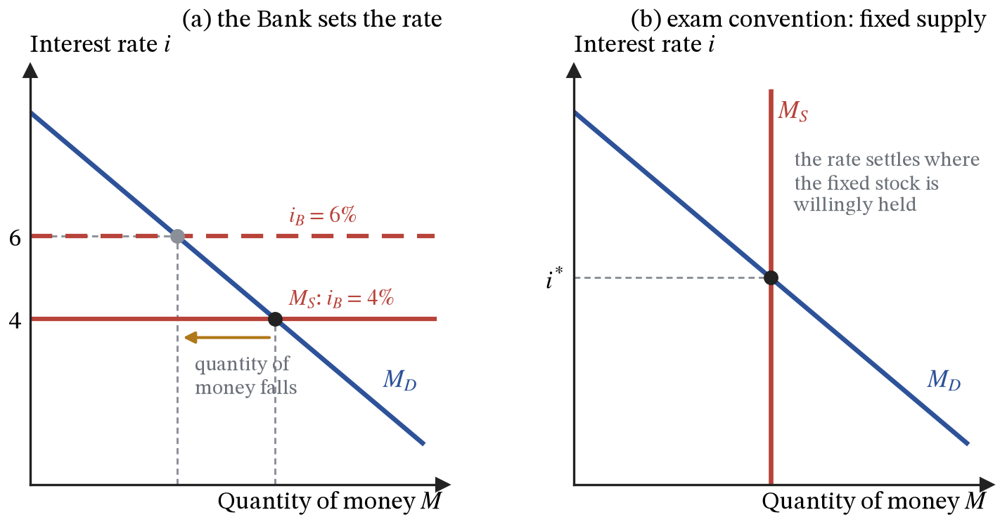 (a) the Bank sets the rate
Interest rate i
i_B = 6%
6
M_S: i_B = 4%
4
quantity of
money falls
M_D
Quantity of money M
(b) exam convention: fixed supply
Interest rate i
M_S
the rate settles where
the fixed stock is
willingly held
i*
M_D
Quantity of money M